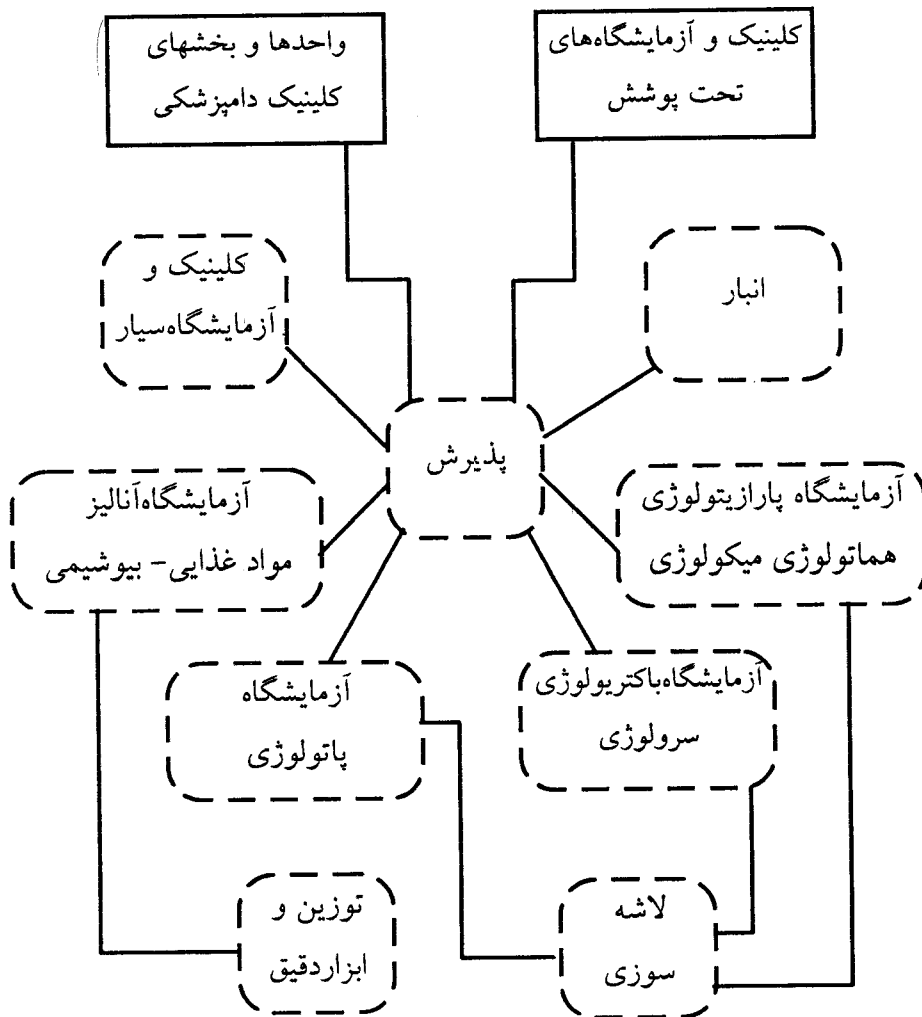 کلینیک و آزمایشگاه‌های
تحت پوشش
واحدها و بخشهای
کلینیک دامپزشکی
انبار
کلینیک و
آزمایشگاه‌سیار
پذیرش
آزمایشگاه پارازیتولوژی
هماتولوژی میکولوژی
آزمایشگاه‌آنالیز
مواد غذایی- بیوشیمی
آزمایشگاه‌باکتریولوژی
سرولوژی
آزمایشگاه
پاتولوژی
لاشه
سوزی
توزین و
ابزاردقیق